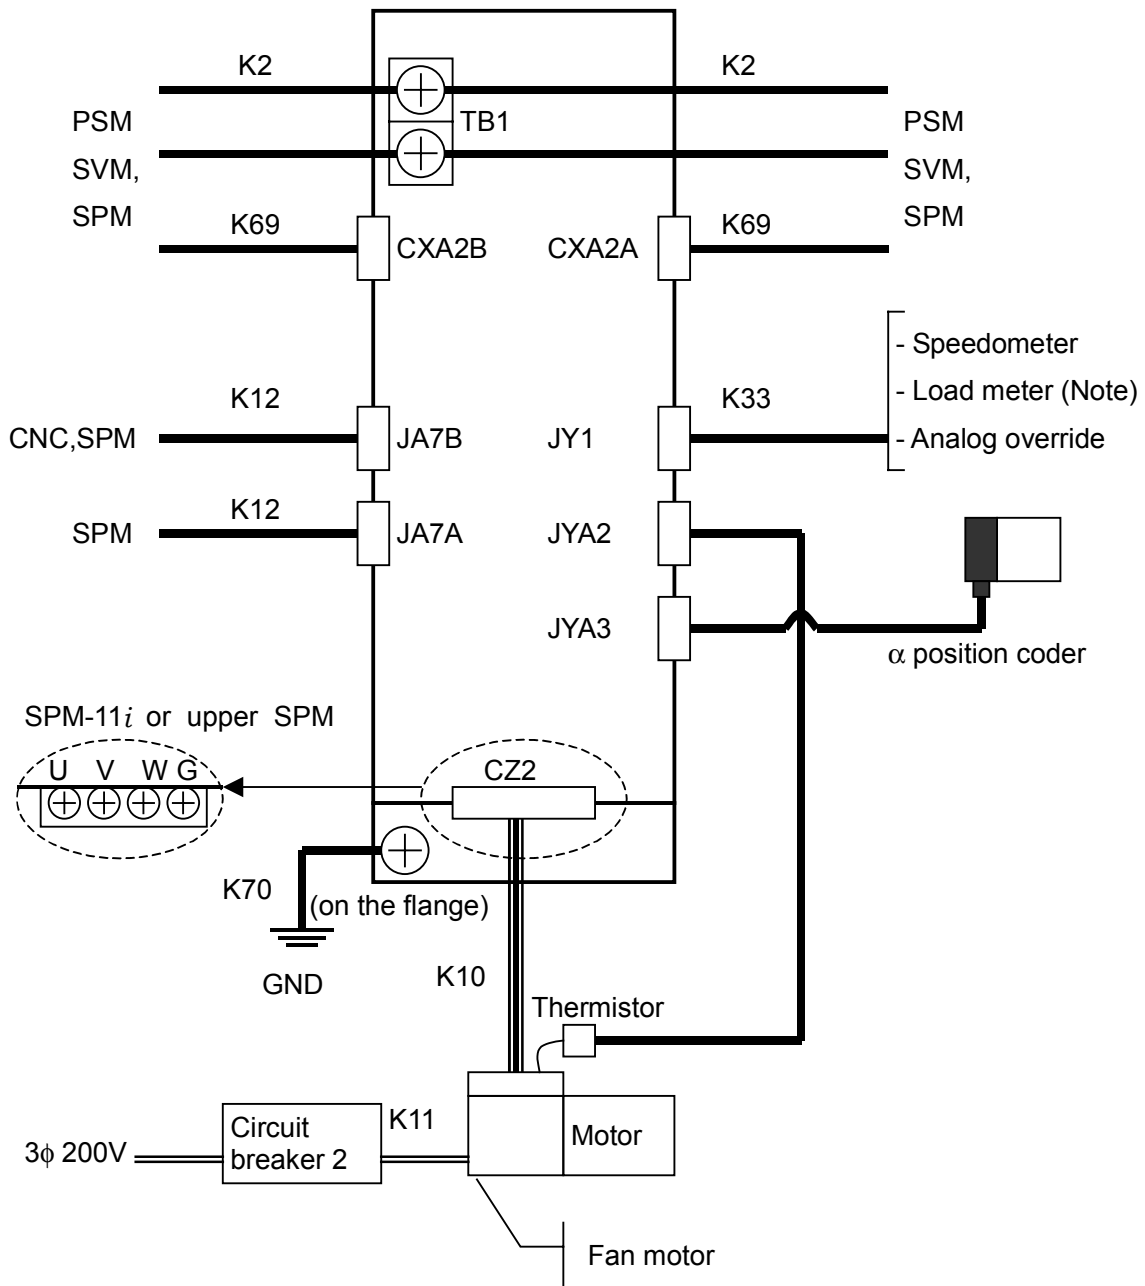 K2
K2
TB1
PSM
SVM,
SPM
PSM
SVM,
SPM
K69
CXA2B
CXA2A
K69
- Speedometer
- Load meter (Note)
- Analog override
K12
CNC,SPM
JA7B
JY1
K33
K12
SPM
JA7A
JYA2
JYA3
α position coder
SPM-11i or upper SPM
U V W G
CZ2
K70
(on the flange)
GND
K10
Thermistor
3φ 200V
Circuit
breaker 2
K11
Motor
Fan motor